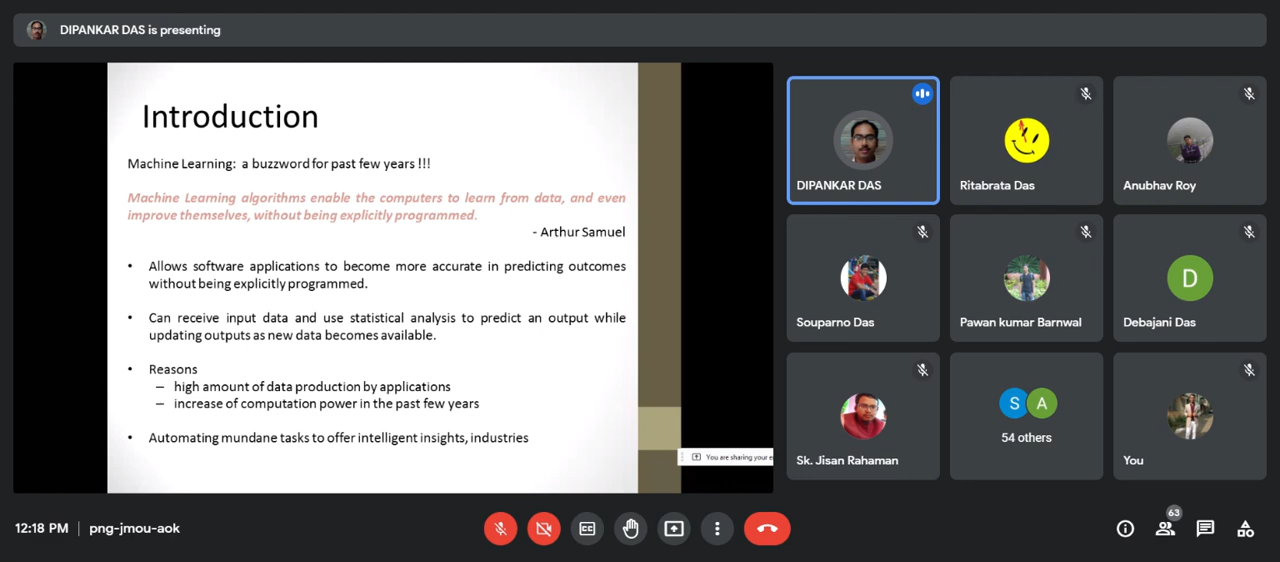 DIPANKAR DAS is presenting
Introduction
Machine Learning: a buzzword for past few years !!!
Machine Learning algorithms enable the computers to learn from data, and even
improve themselves, without being explicitly programmed.
- Arthur Samuel
• Allows software applications to become more accurate in predicting outcomes
without being explicitly programmed.
• Can receive input data and use statistical analysis to predict an output while
updating outputs as new data becomes available.
• Reasons
– high amount of data production by applications
– increase of computation power in the past few years
• Automating mundane tasks to offer intelligent insights, industries
You are sharing your e
DIPANKAR DAS
Ritabrata Das
Anubhav Roy
Souparno Das
Pawan kumar Barnwal
D
Debajani Das
Sk. Jisan Rahaman
S A
54 others
You
12:18 PM | png-jmou-aok
CC
63